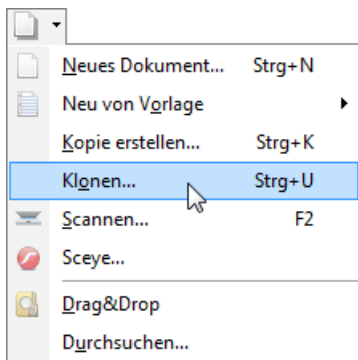 Neues Dokument... Strg+N
Neu von Vorlage
Kopie erstellen... Strg+K
Klonen... Strg+U
Scannen... F2
Sceye...
Drag&Drop
Durchsuchen...